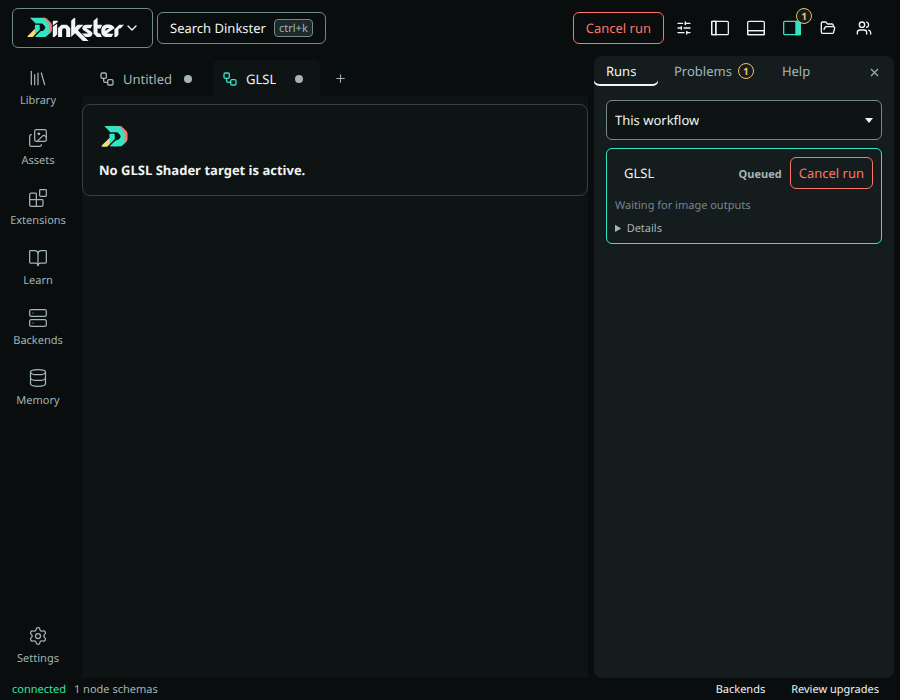 Dinkster
Search Dinkster ctrl+k
Cancel run
1
Library
Assets
Extensions
Learn
Backends
Memory
Settings
Untitled
GLSL
No GLSL Shader target is active.
Runs
Problems 1
Help
This workflow
GLSL
Queued
Cancel run
Waiting for image outputs
Details
connected
1 node schemas
Backends
Review upgrades